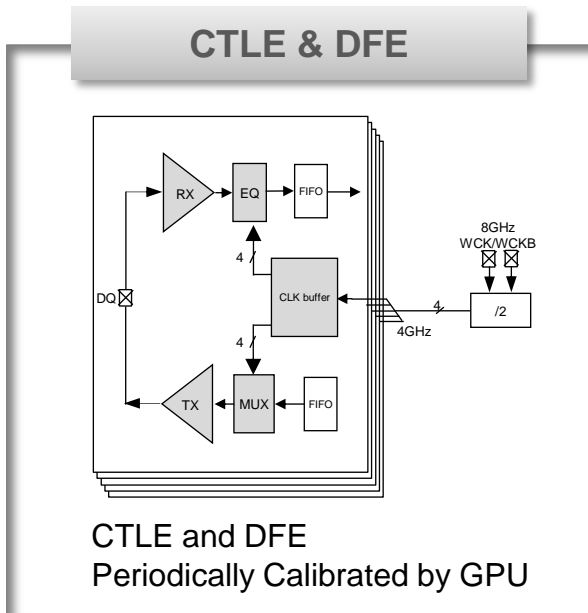 CTLE & DFE
RX
EQ
FIFO
8GHz
WCK/WCKB
4
DQ
CLK buffer
4
/2
4GHz
4
TX
MUX
FIFO
CTLE and DFE
Periodically Calibrated by GPU